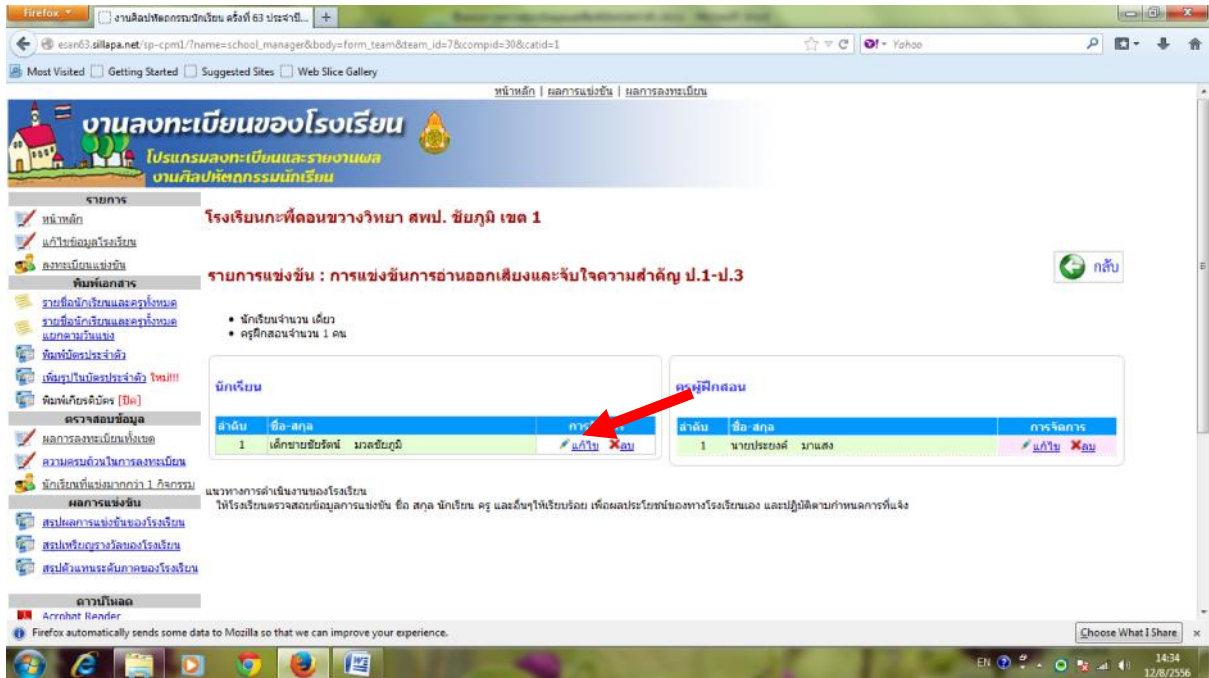 Firefox
งานศิลปหัตถกรรมนักเรียน ครั้งที่ 63 ประจำปี... +
esan63.sillapa.net/sp-cpm1/?name=school_manager&body=form_team&team_id=7&compid=30&catid=1
Yahoo
Most Visited Getting Started Suggested Sites Web Slice Gallery
หน้าหลัก | ผลการแข่งขัน | ผลการลงทะเบียน
งานลงทะเบียนของโรงเรียน
โปรแกรมลงทะเบียนและรายงานผล
งานศิลปหัตถกรรมนักเรียน
รายการ
หน้าหลัก
แก้ไขข้อมูลโรงเรียน
ลงทะเบียนแข่งขัน
พิมพ์เอกสาร
รายชื่อนักเรียนและครูทั้งหมด
รายชื่อนักเรียนและครูทั้งหมด
แยกตามวันแข่ง
พิมพ์บัตรประจำตัว
เพิ่มรูปในบัตรประจำตัว ใหม่!!!
พิมพ์เกียรติบัตร [ปิด]
ตรวจสอบข้อมูล
ผลการลงทะเบียนทั้งเขต
ความครบถ้วนในการลงทะเบียน
นักเรียนที่แข่งมากกว่า 1 กิจกรรม
ผลการแข่งขัน
สรุปผลการแข่งขันของโรงเรียน
สรุปเหรียญรางวัลของโรงเรียน
สรุปตัวแทนระดับภาคของโรงเรียน
ดาวน์โหลด
Acrobat Reader
โรงเรียนกะพี้ดอนขวางวิทยา สพป. ชัยภูมิ เขต 1
รายการแข่งขัน : การแข่งขันการอ่านออกเสียงและจับใจความสำคัญ ป.1-ป.3
กลับ
นักเรียนจำนวน เดี่ยว
ครูฝึกสอนจำนวน 1 คน
นักเรียน
ลำดับ ชื่อ-สกุล
1 เด็กชายชัยรัตน์ มวลชัยภูมิ แก้ไข ลบ
ครูผู้ฝึกสอน
ลำดับ ชื่อ-สกุล การจัดการ
1 นายประยงค์ มาแสง แก้ไข ลบ
แนวทางการดำเนินงานของโรงเรียน
ให้โรงเรียนตรวจสอบข้อมูลการแข่งขัน ชื่อ สกุล นักเรียน ครู และอื่นๆให้เรียบร้อย เพื่อผลประโยชน์ของทางโรงเรียนเอง และปฏิบัติตามกำหนดการที่แจ้ง
Firefox automatically sends some data to Mozilla so that we can improve your experience.
Choose What I Share
EN
14:34
12/8/2556